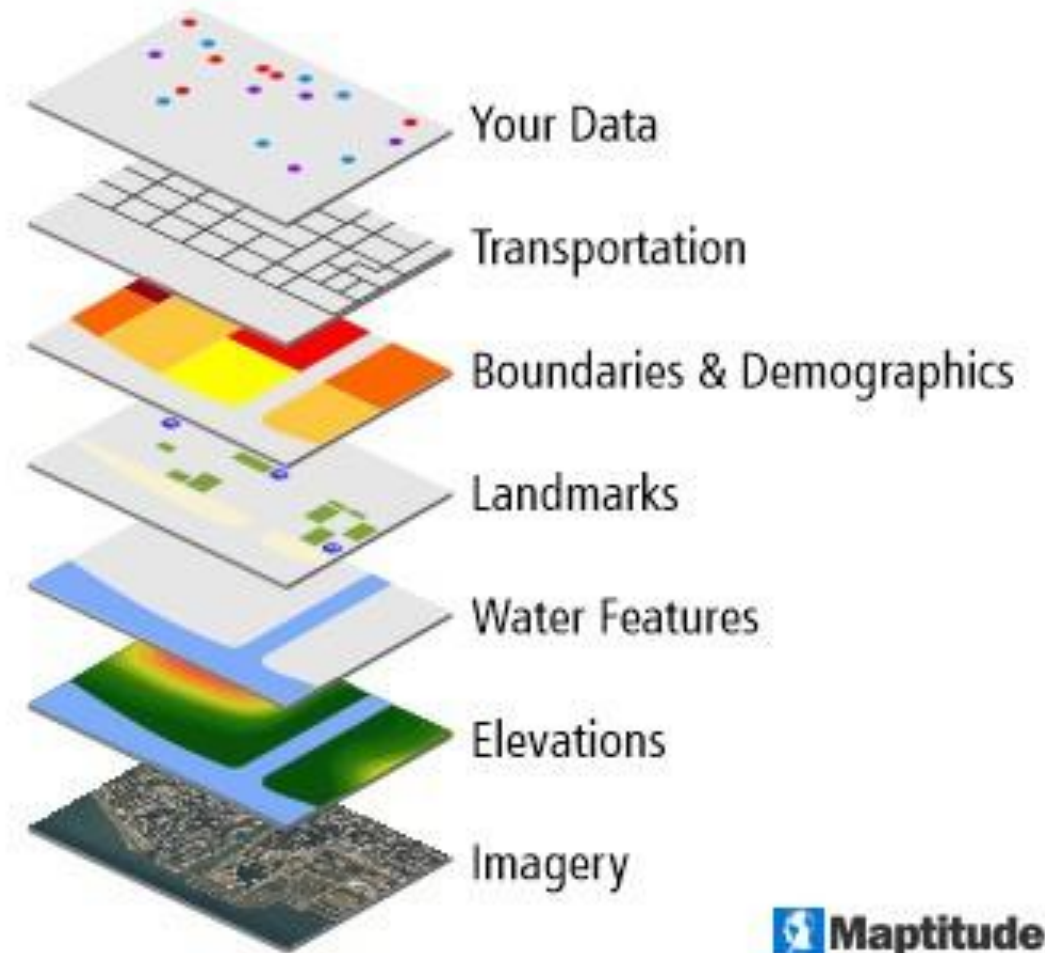 Your Data
Transportation
Boundaries & Demographics
Landmarks
Water Features
Elevations
Imagery
Maptitude